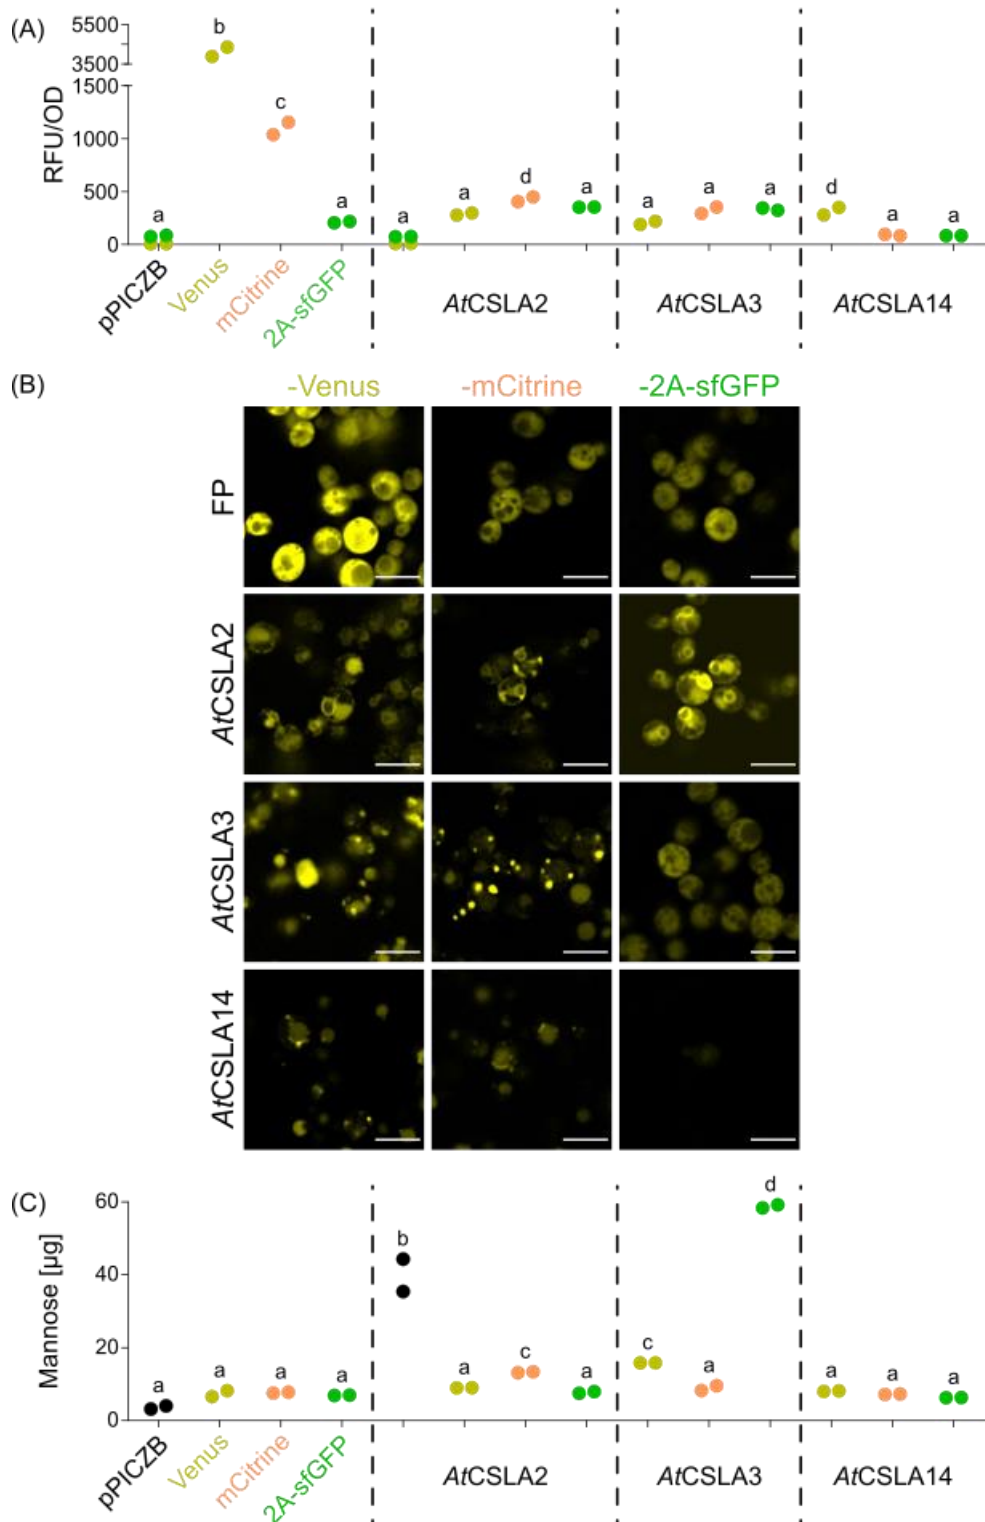 (A)
RFU/OD
5500
3500
1500
1000
500
0
a
b
c
a
a
a
d
a
a
a
a
d
a
a
pPICZB
Venus
mCitrine
2A-sfGFP
AtCSLA2
AtCSLA3
AtCSLA14
(B)
-Venus
-mCitrine
-2A-sfGFP
FP
AtCSLA2
AtCSLA3
AtCSLA14
(C)
Mannose [µg]
60
40
20
0
a
a
a
a
b
a
c
a
c
a
d
a
a
a
pPICZB
Venus
mCitrine
2A-sfGFP
AtCSLA2
AtCSLA3
AtCSLA14